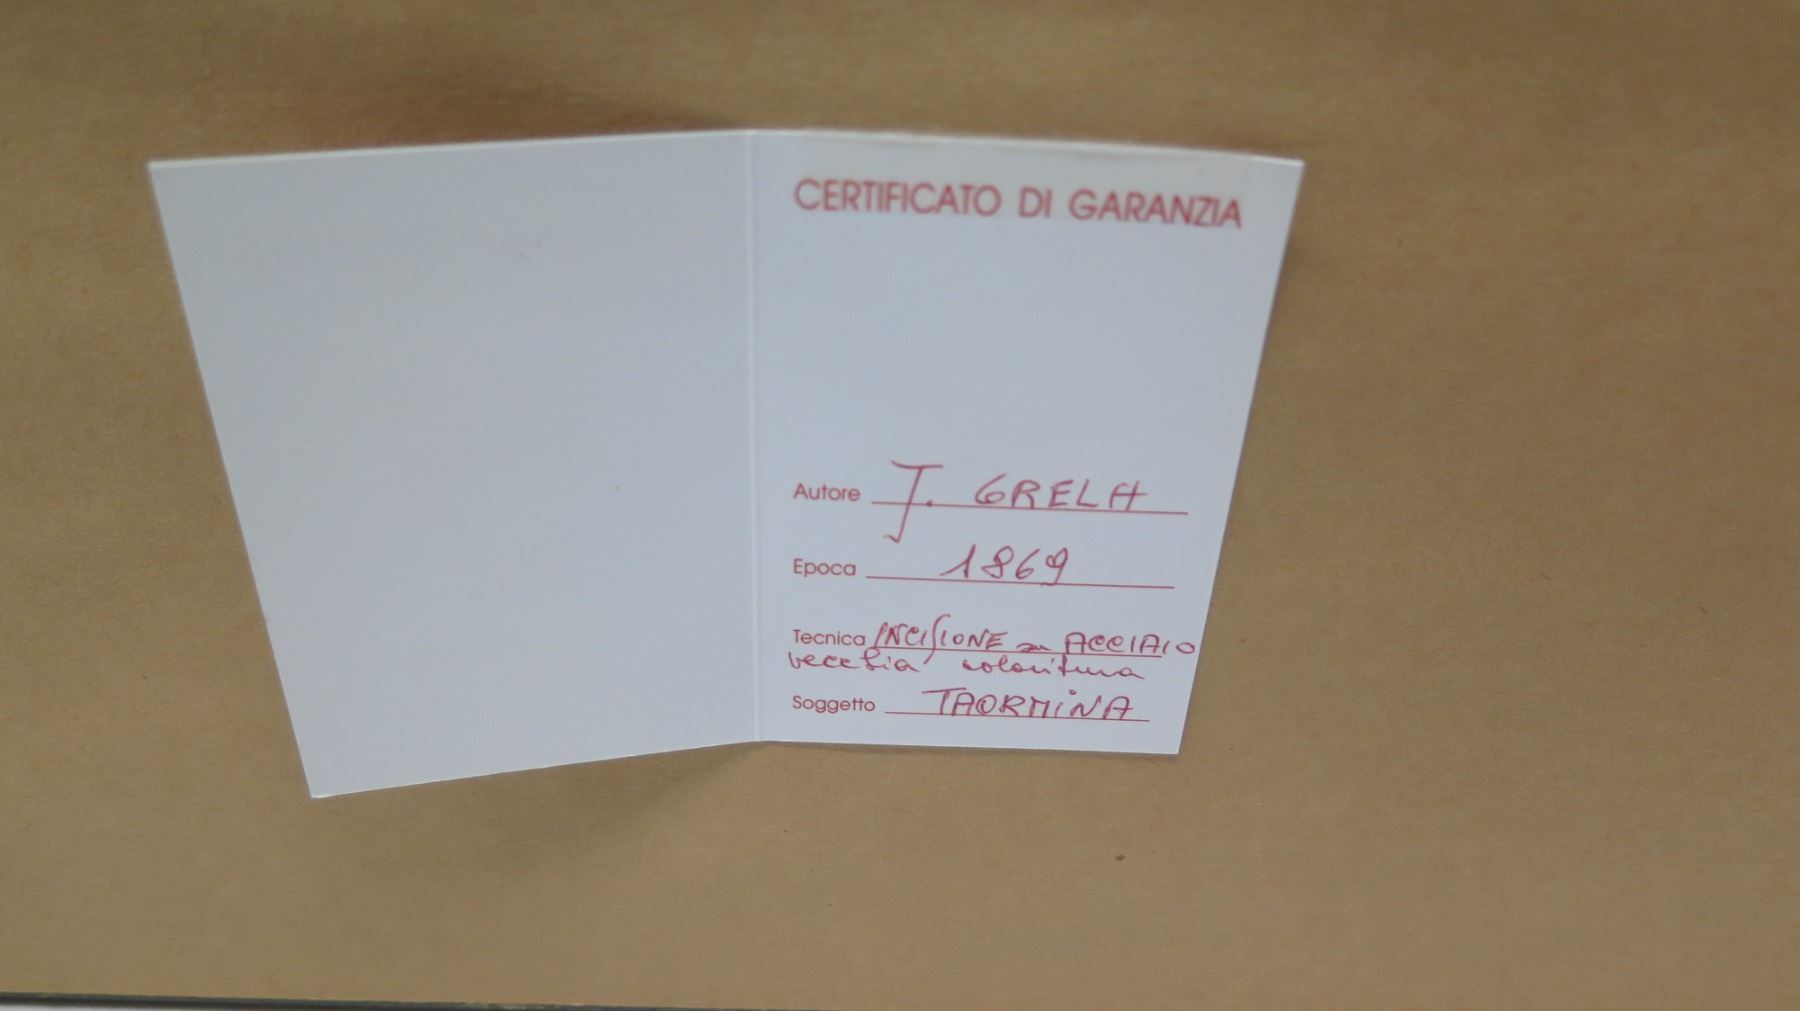 CERTIFICATO DI GARANZIA
Autore J. GRELA
Epoca 1869
Tecnica INCISIONE su ACCIAIO
vecchia coloritura
Soggetto TAORMINA